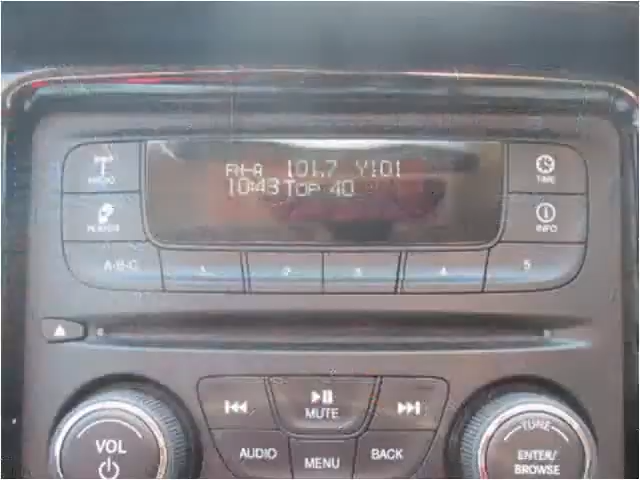 FM-A 101.7 Y101
10:43 TOP 40
RADIO
PLAYER
TIME
INFO
A-B-C 1 2 3 4 5
VOL
MUTE
AUDIO MENU BACK
TUNE
ENTER/
BROWSE